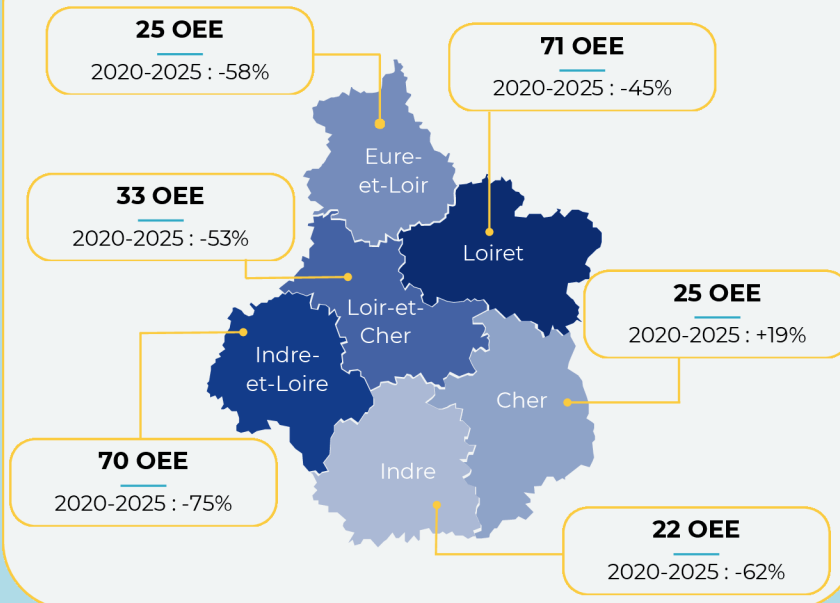 25 OEE
2020-2025 : -58%
71 OEE
2020-2025 : -45%
Eure-
et-Loir
33 OEE
2020-2025 : -53%
Loiret
25 OEE
2020-2025 : +19%
Loir-et-
Cher
Indre-
et-Loire
Cher
70 OEE
2020-2025 : -75%
Indre
22 OEE
2020-2025 : -62%